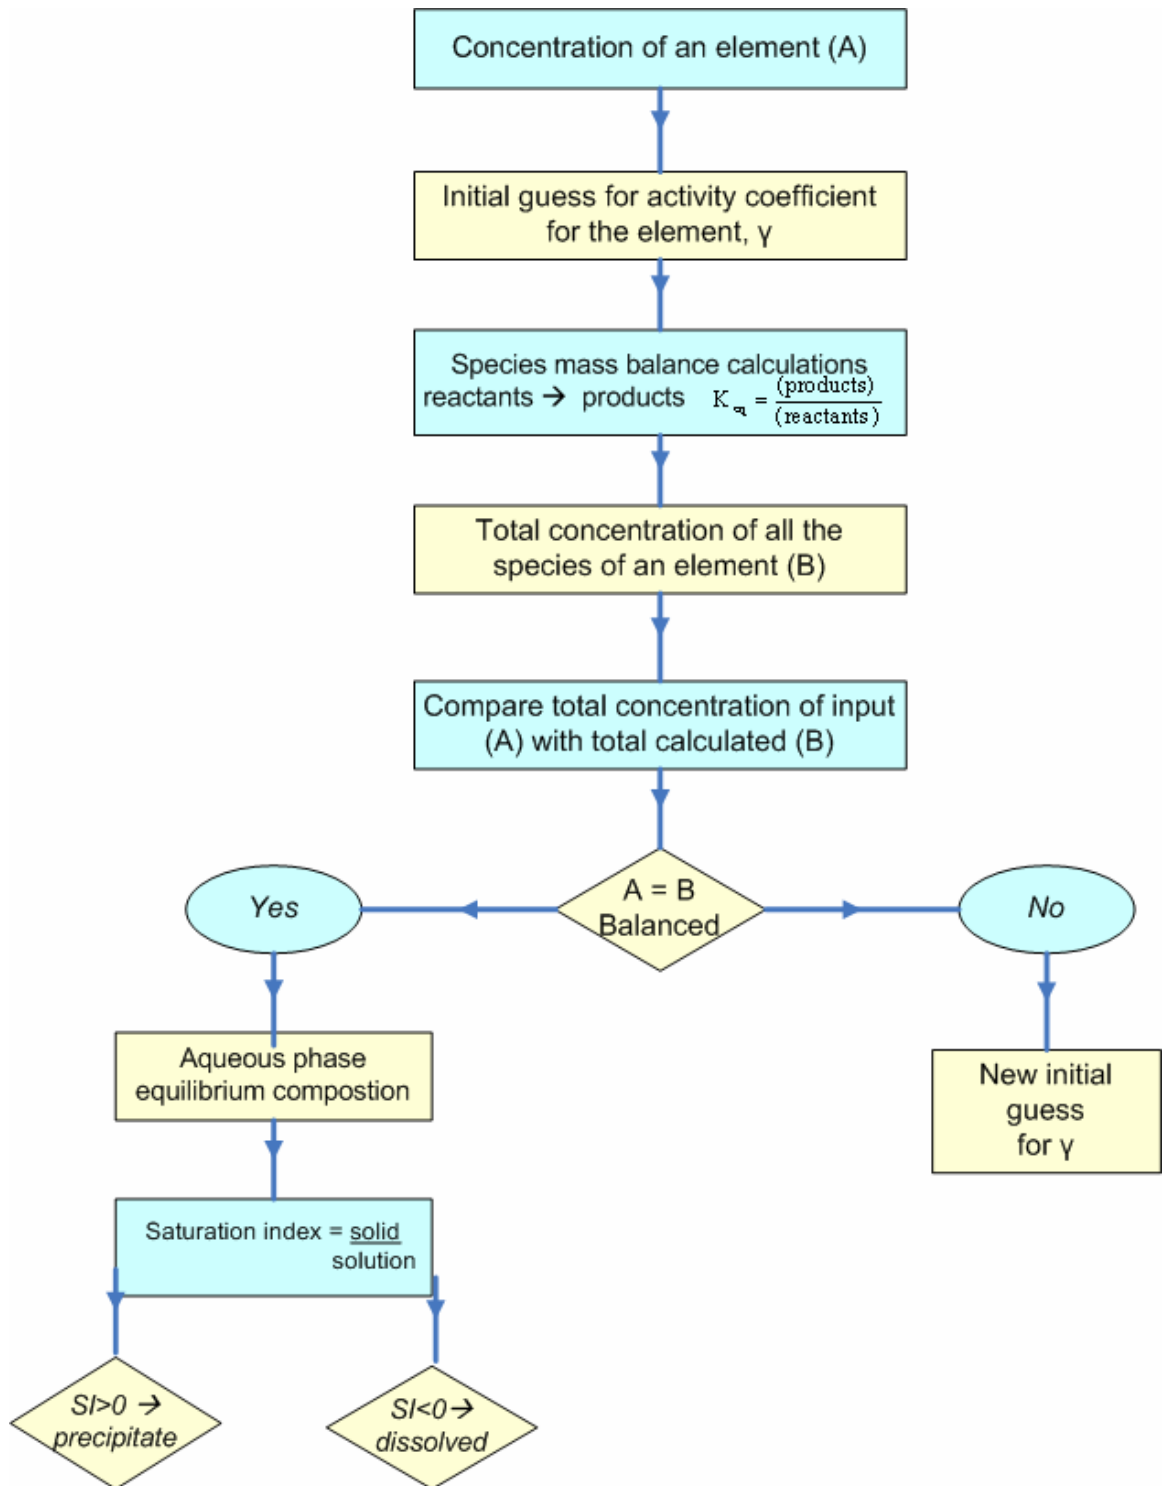 Concentration of an element (A)
Initial guess for activity coefficient
for the element, γ
Species mass balance calculations
reactants → products K eq = (products)
(reactants)
Total concentration of all the
species of an element (B)
Compare total concentration of input
(A) with total calculated (B)
A = B
Balanced
Yes
No
Aqueous phase
equilibrium compostion
New initial
guess
for γ
Saturation index = solid
solution
SI>0 →
precipitate
SI<0→
dissolved